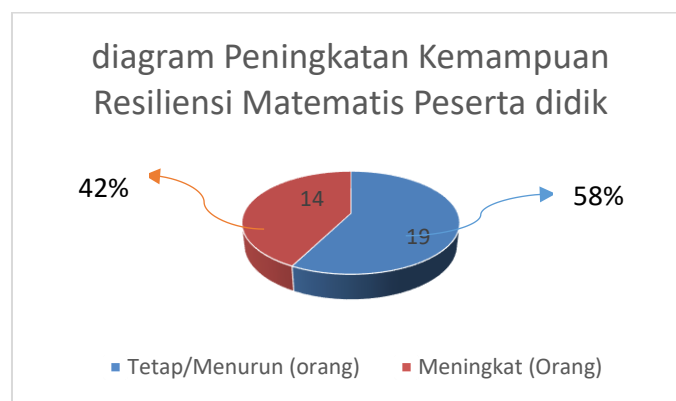 diagram Peningkatan Kemampuan
Resiliensi Matematis Peserta didik
42%
14
58%
19
Tetap/Menurun (orang)
Meningkat (Orang)